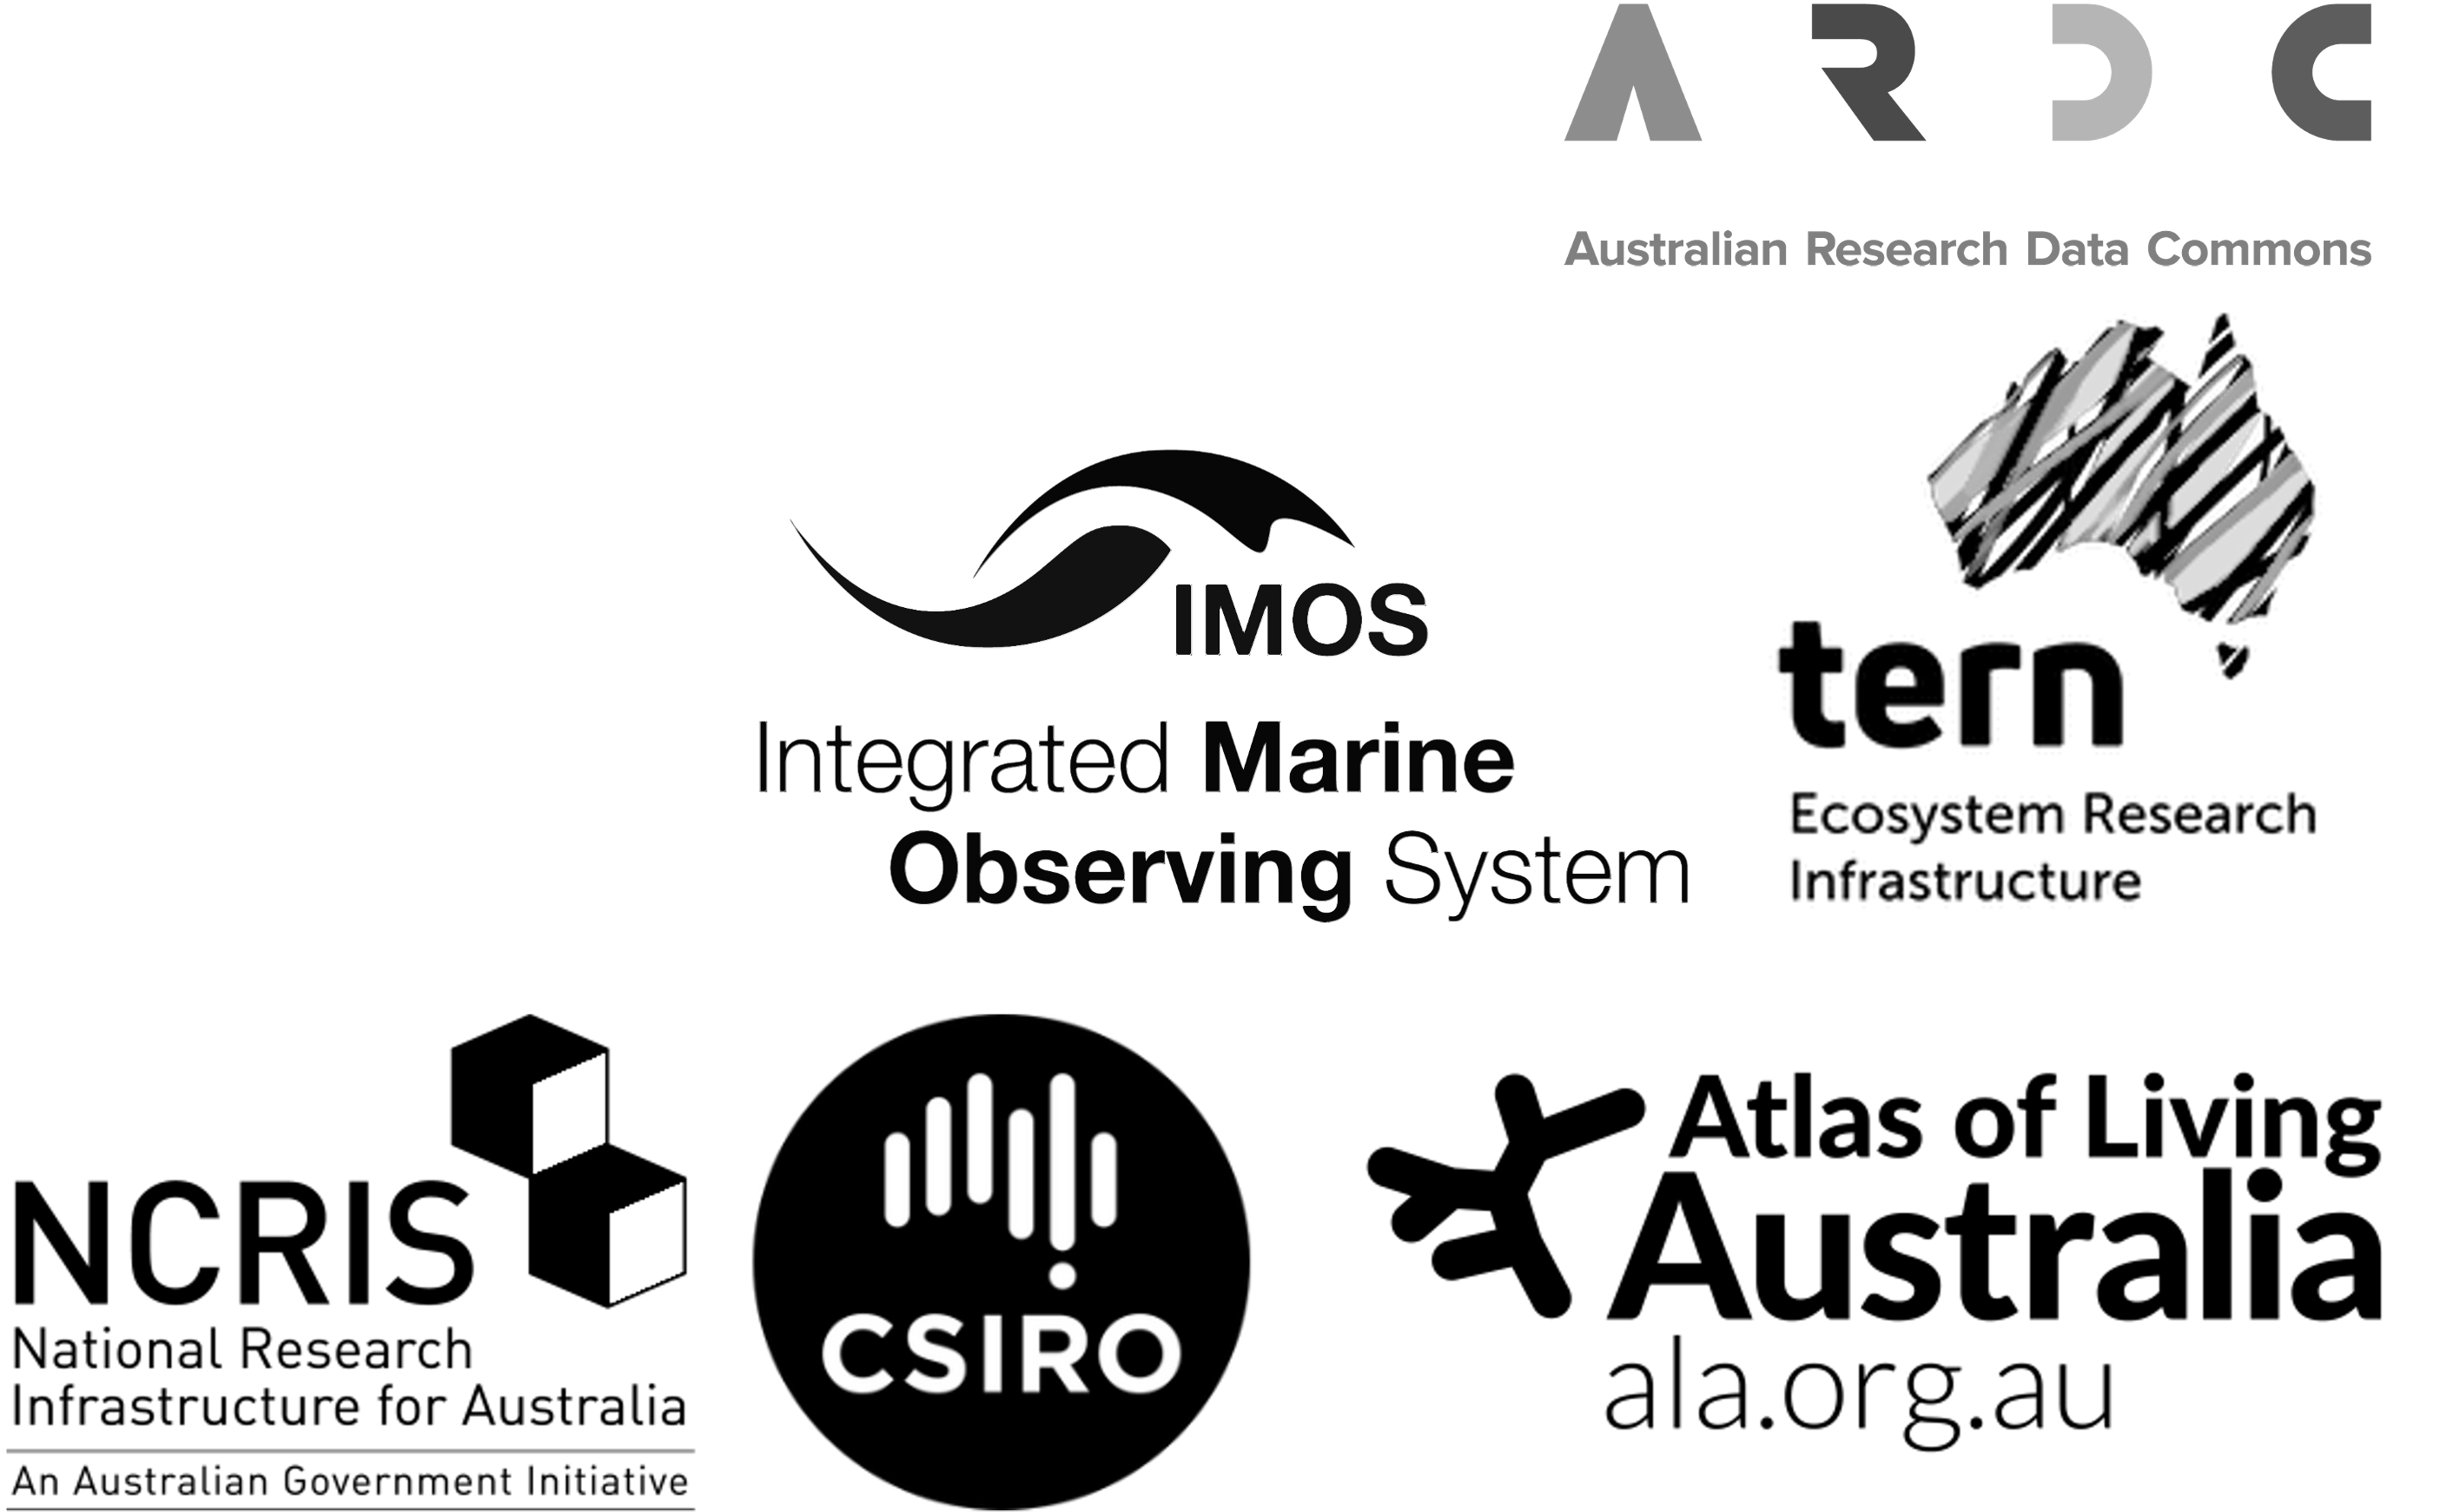 ARDC
Australian Research Data Commons
IMOS
Integrated Marine
Observing System
tern
Ecosystem Research
Infrastructure
NCRIS
National Research
Infrastructure for Australia
An Australian Government Initiative
CSIRO
Atlas of Living
Australia
ala.org.au